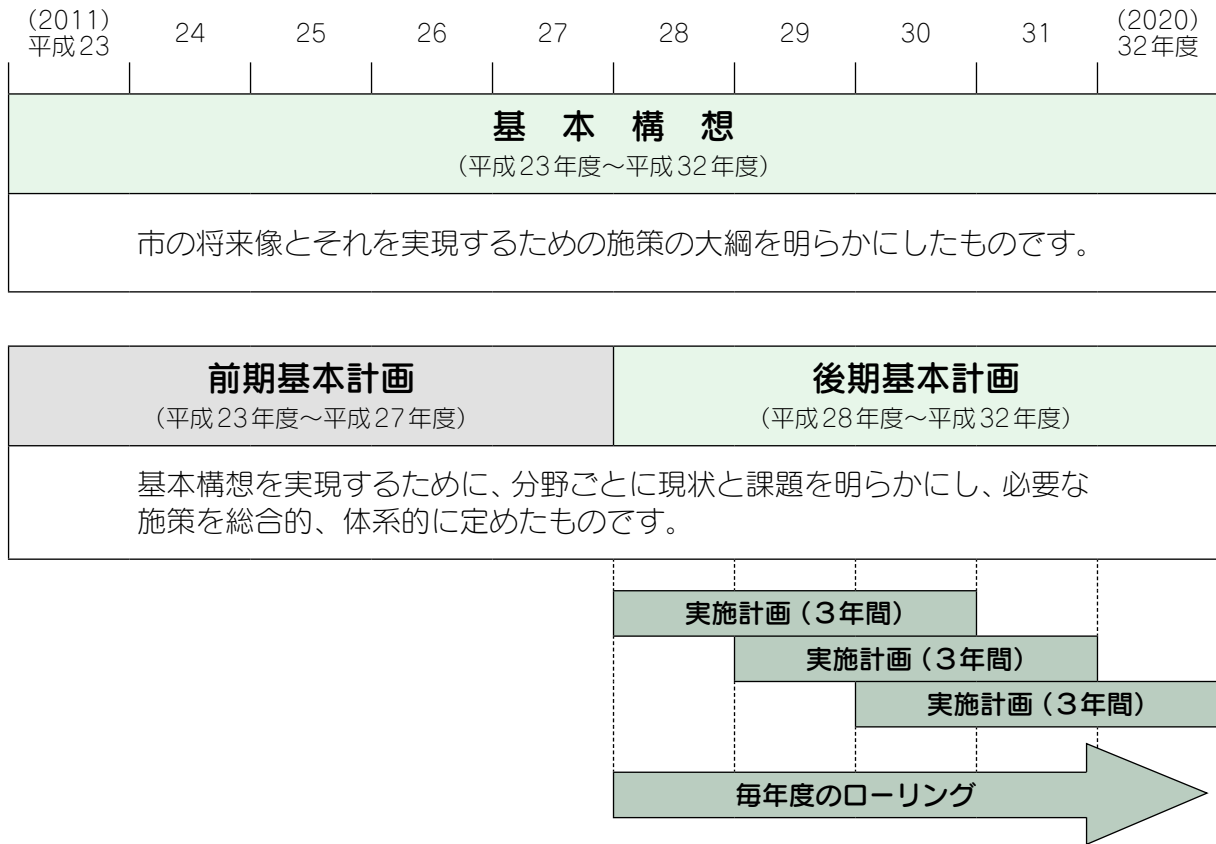 (2011) (2020)
平成23 24 25 26 27 28 29 30 31 32年度
基本構想
(平成23年度～平成32年度)
市の将来像とそれを実現するための施策の大綱を明らかにしたものです。
前期基本計画
(平成23年度～平成27年度)
後期基本計画
(平成28年度～平成32年度)
基本構想を実現するために、分野ごとに現状と課題を明らかにし、必要な
施策を総合的、体系的に定めたものです。
実施計画(3年間)
実施計画(3年間)
実施計画(3年間)
毎年度のローリング